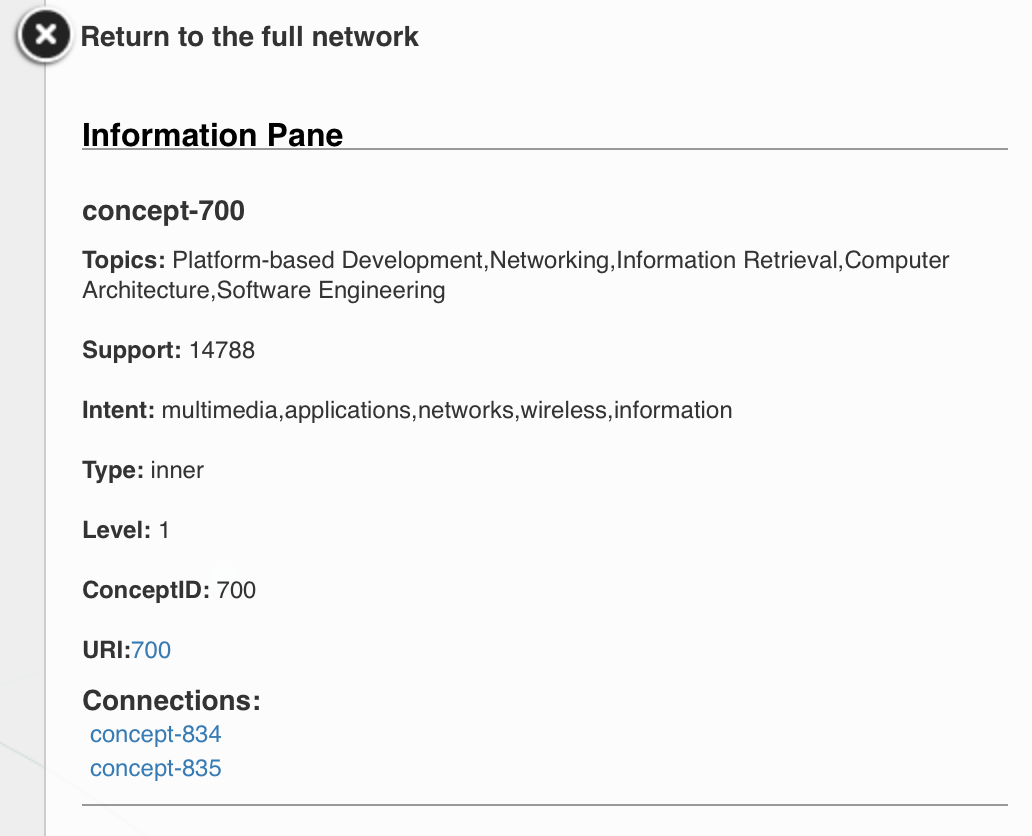 Return to the full network
Information Pane
concept-700
Topics: Platform-based Development,Networking,Information Retrieval,Computer
Architecture,Software Engineering
Support: 14788
Intent: multimedia,applications,networks,wireless,information
Type: inner
Level: 1
ConceptID: 700
URI:700
Connections:
concept-834
concept-835